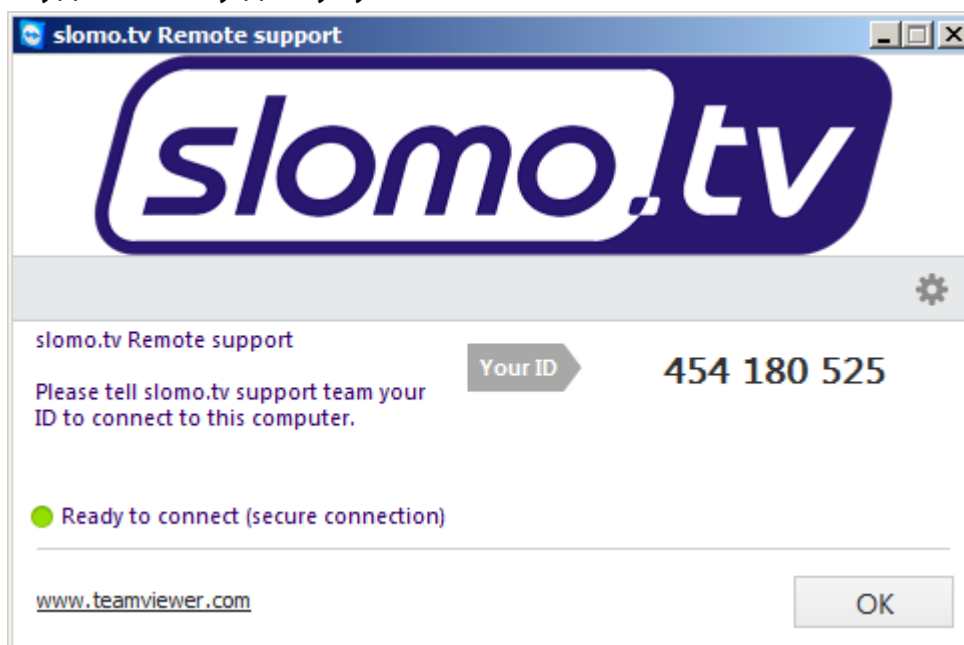 slomo.tv Remote support
slomo.tv
slomo.tv Remote support
Please tell slomo.tv support team your
ID to connect to this computer.
Your ID
454 180 525
Ready to connect (secure connection)
www.teamviewer.com
OK